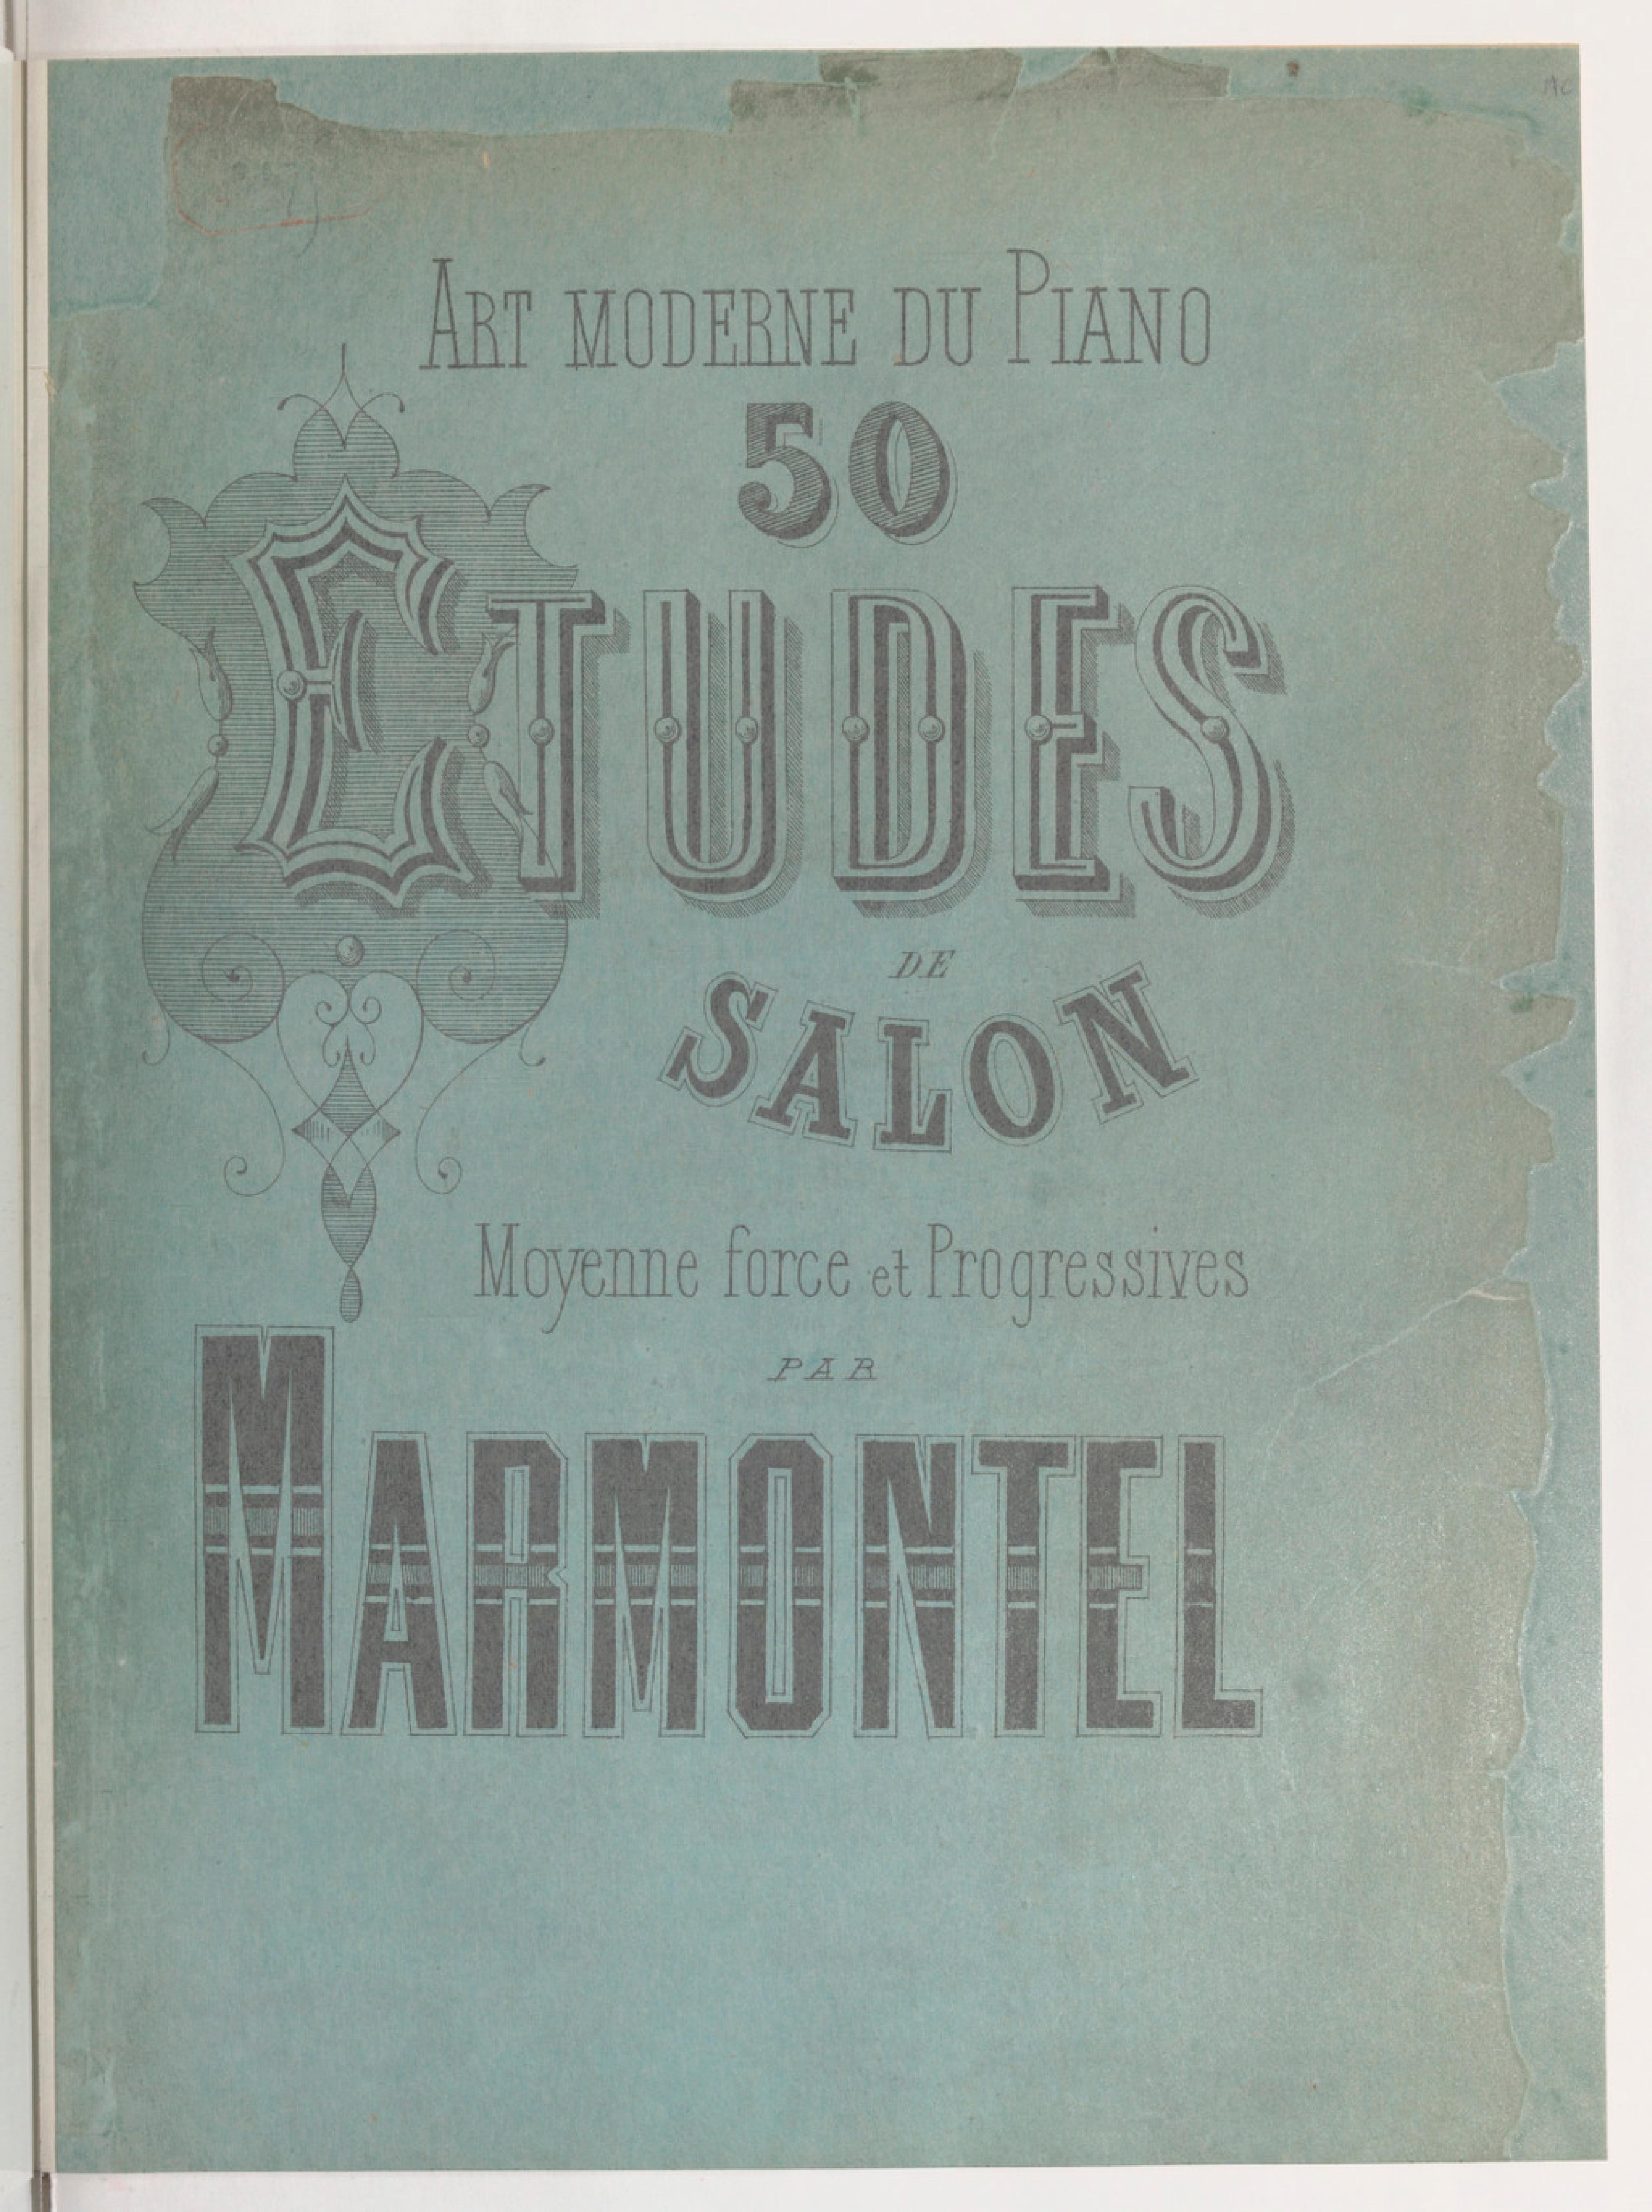 ART MODERNE DU PIANO
50
ETUDES
DE
SALON
Moyenne force et Progressives
PAR
MARMONTEL